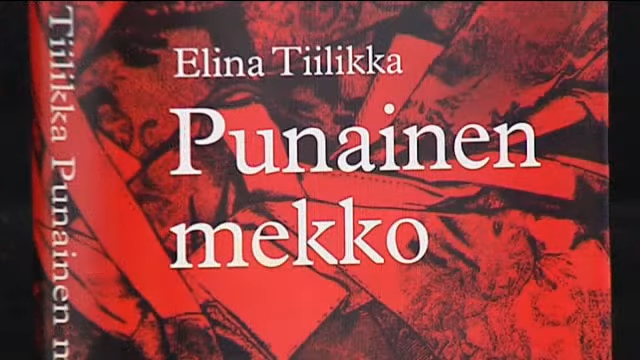 Elina Tiilikka
Punainen
mekko
Tiilikka Punainen m